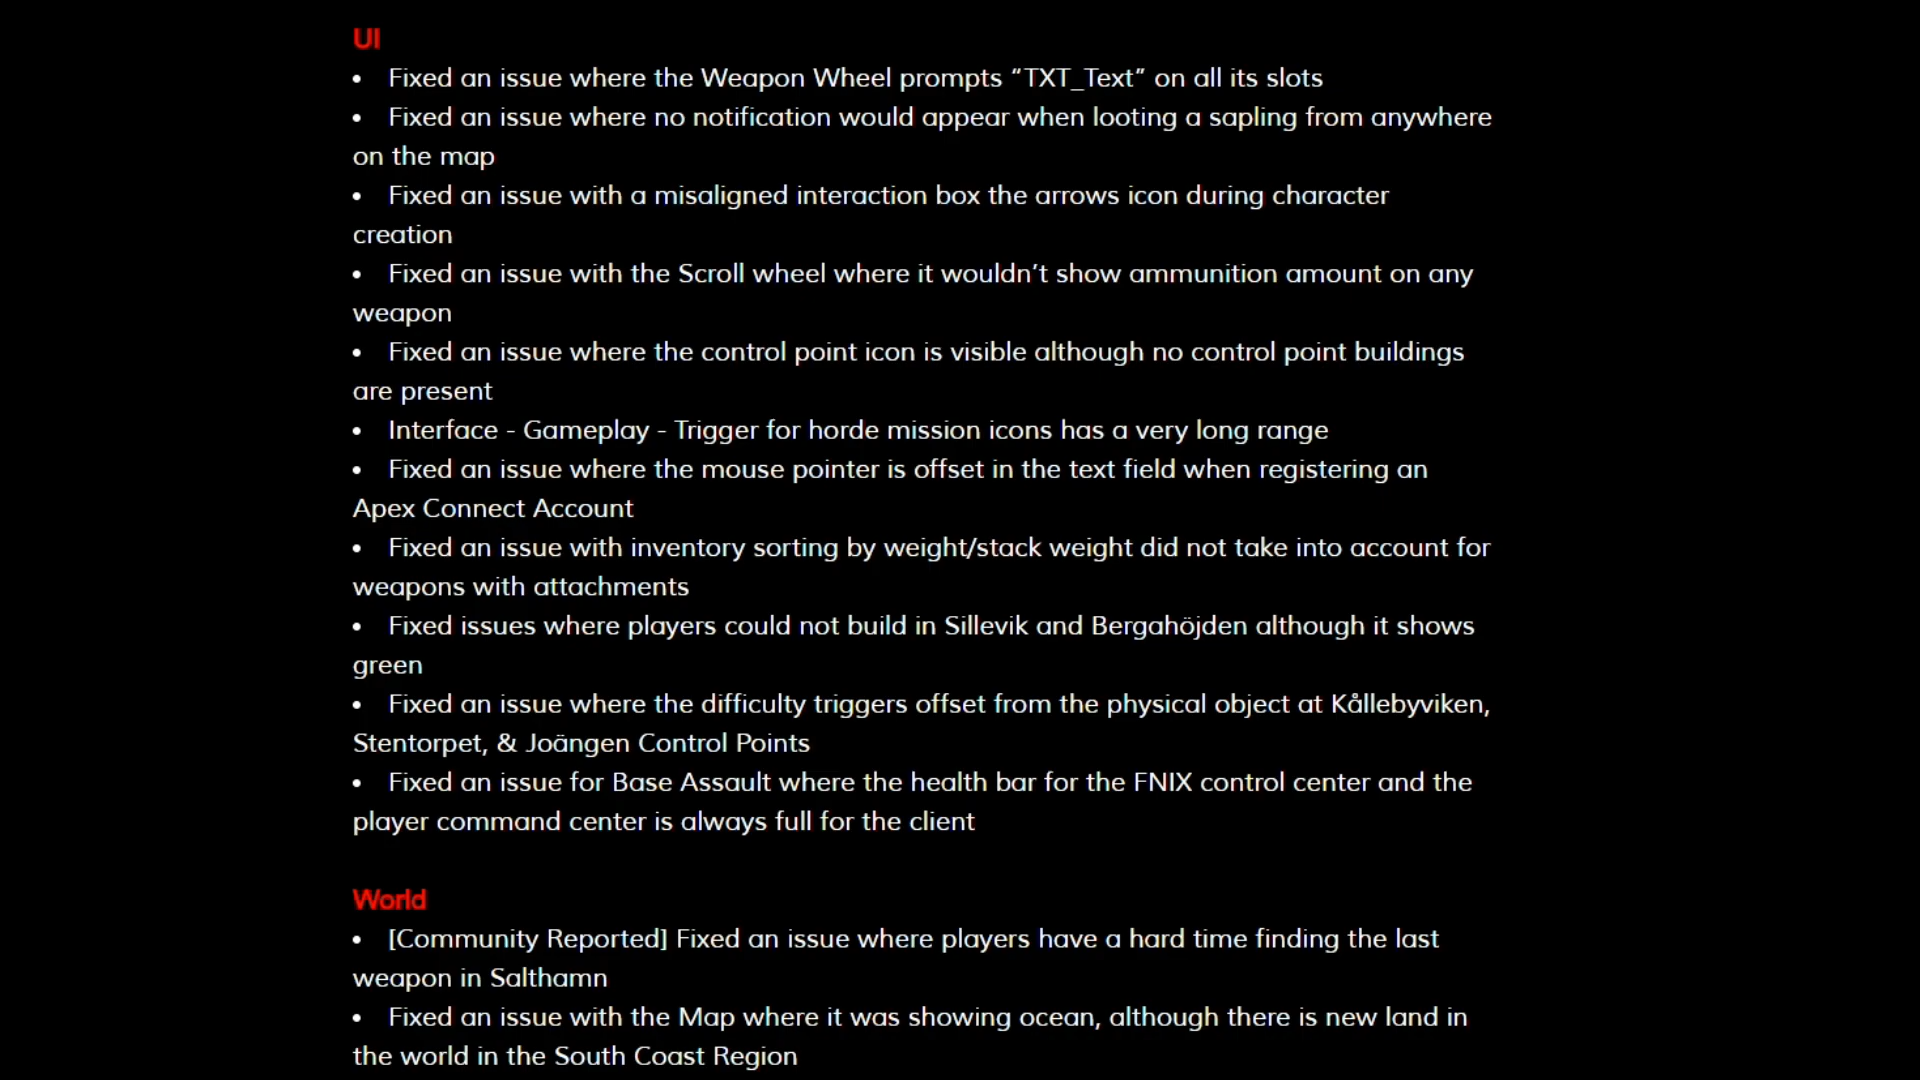 UI
• Fixed an issue where the Weapon Wheel prompts “TXT_Text” on all its slots
• Fixed an issue where no notification would appear when looting a sapling from anywhere
on the map
• Fixed an issue with a misaligned interaction box the arrows icon during character
creation
• Fixed an issue with the Scroll wheel where it wouldn’t show ammunition amount on any
weapon
• Fixed an issue where the control point icon is visible although no control point buildings
are present
• Interface - Gameplay - Trigger for horde mission icons has a very long range
• Fixed an issue where the mouse pointer is offset in the text field when registering an
Apex Connect Account
• Fixed an issue with inventory sorting by weight/stack weight did not take into account for
weapons with attachments
• Fixed issues where players could not build in Sillevik and Bergahöjden although it shows
green
• Fixed an issue where the difficulty triggers offset from the physical object at Kållebyviken,
Stentorpet, & Joängen Control Points
• Fixed an issue for Base Assault where the health bar for the FNIX control center and the
player command center is always full for the client
World
• [Community Reported] Fixed an issue where players have a hard time finding the last
weapon in Salthamn
• Fixed an issue with the Map where it was showing ocean, although there is new land in
the world in the South Coast Region